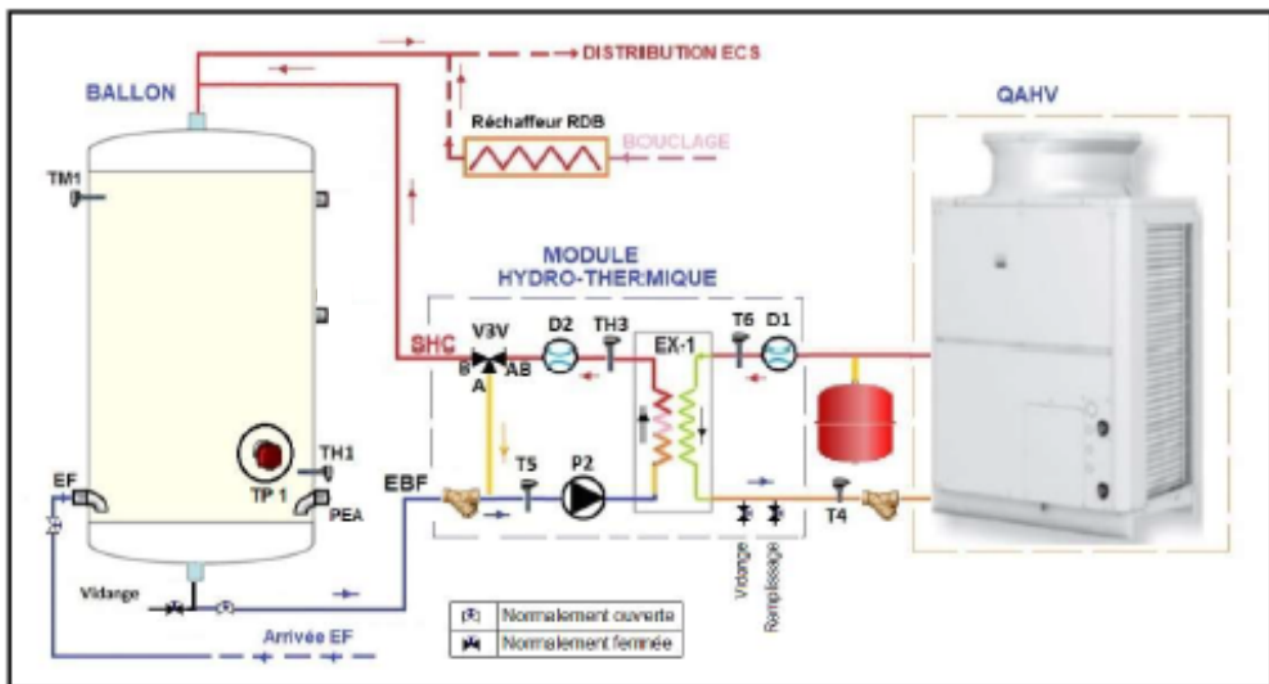 DISTRIIBUTION ECS
BALLON
QAHV
Réchaffeur RDB
BOUCLAGE
TM1
MODULE
HYDRO-THERMIQUE
V3V
D2
TH3
T6
D1
SHC
EX-1
B
AB
A
TH1
T5
P2
EF
TP 1
EBF
PEA
T4
Vidange
Vidange
Remplissage
Normalement ouverte
Arrivée EF
Normalement fermée